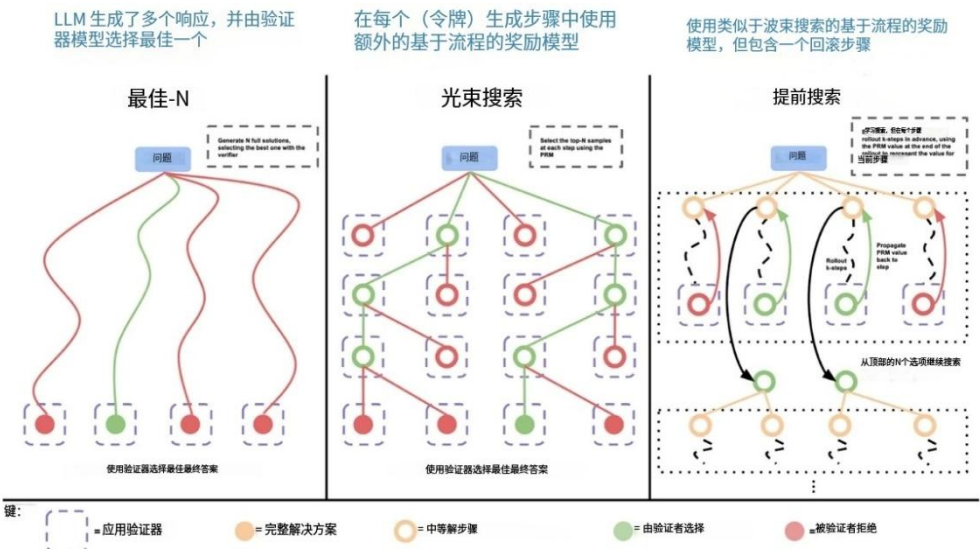 LLM 生成了多个响应，并由验证
器模型选择最佳一个
在每个（令牌）生成步骤中使用
额外的基于流程的奖励模型
使用类似于波束搜索的基于流程的奖励
模型，但包含一个回滚步骤
最佳-N
Generate N full solutions,
selecting the best one with the
verifier
问题
使用验证器选择最佳最终答案
光束搜索
Select the top-N samples
at each step using the
PRM
问题
使用验证器选择最佳最终答案
提前搜索
rollout k-steps in advance, using
the PRM value at the end of the
rollout to represent the value for
当前步骤
问题
Rollout
k-steps
Propagate
PRM value
back to
step
从顶部的N个选项继续搜索
键：
=应用验证器
=完整解决方案
=中等解步骤
=由验证者选择
=被验证者拒绝